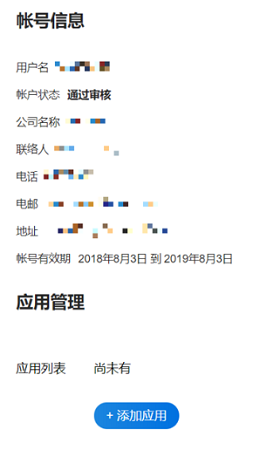 帐号信息
用户名
帐户状态 通过审核
公司名称
联络人
电话
电邮
地址
帐号有效期 2018年8月3日 到 2019年8月3日
应用管理
应用列表 尚未有
+ 添加应用